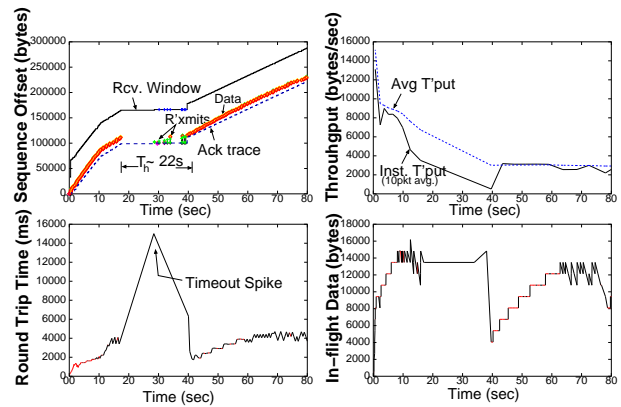 Sequence Offset (bytes)
300000
250000
200000
150000
100000
50000
0
Rcv. Window
R'xmits
Data
Ack trace
T_h~ 22s
0 10 20 30 40 50 60 70 80
Time (sec)
Throuhgput (bytes/sec)
16000
14000
12000
10000
8000
6000
4000
2000
0
Avg T'put
Inst. T'put
(10pkt avg.)
0 10 20 30 40 50 60 70 80
Time (sec)
Round Trip Time (ms)
16000
14000
12000
10000
8000
6000
4000
2000
0
Timeout Spike
0 10 20 30 40 50 60 70 80
Time (sec)
In-flight Data (bytes)
18000
16000
14000
12000
10000
8000
6000
4000
2000
0
0 10 20 30 40 50 60 70 80
Time (sec)